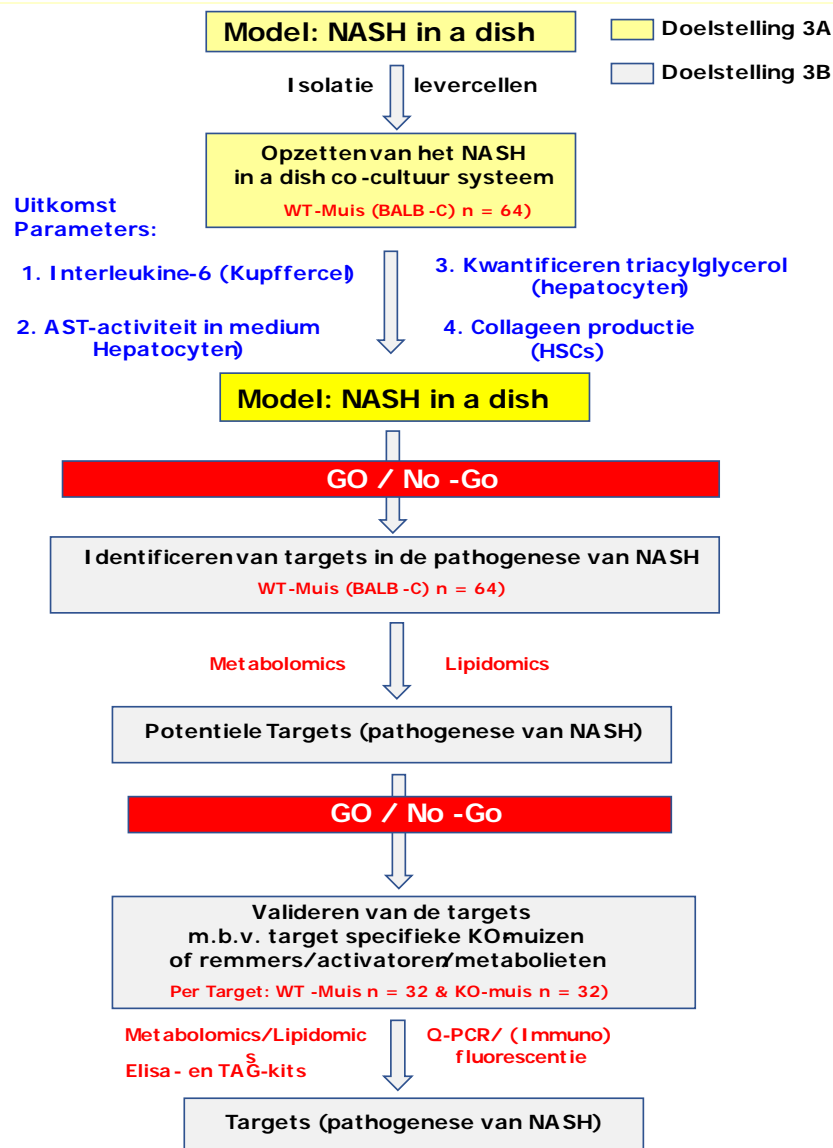 Model: NASH in a dish
Doelstelling 3A
Doelstelling 3B
Isolatie levercellen
Opzetten van het NASH
in a dish co-cultuur systeem
WT-Muis (BALB-C) n = 64)
Uitkomst
Parameters:
1. Interleukine-6 (Kupffercel)
2. AST-activiteit in medium
Hepatocyten)
3. Kwantificeren triacylglycerol
(hepatocyten)
4. Collageen productie
(HSCs)
Model: NASH in a dish
GO / No-Go
Identificeren van targets in de pathogenese van NASH
WT-Muis (BALB-C) n = 64)
Metabolomics Lipidomics
Potentiele Targets (pathogenese van NASH)
GO / No-Go
Valideren van de targets
m.b.v. target specifieke KO-muizen
of remmers/activatoren/metabolieten
Per Target: WT-Muis n = 32 & KO-muis n = 32)
Metabolomics/Lipidomic
s
Elisa- en TAG-kits
Q-PCR/ (Immuno)
fluorescentie
Targets (pathogenese van NASH)